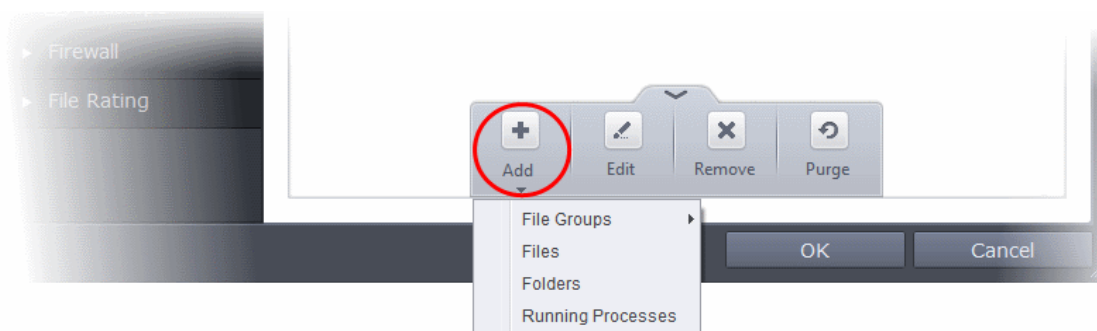 Firewall
File Rating
Add Edit Remove Purge
File Groups
Files
Folders
Running Processes
OK Cancel